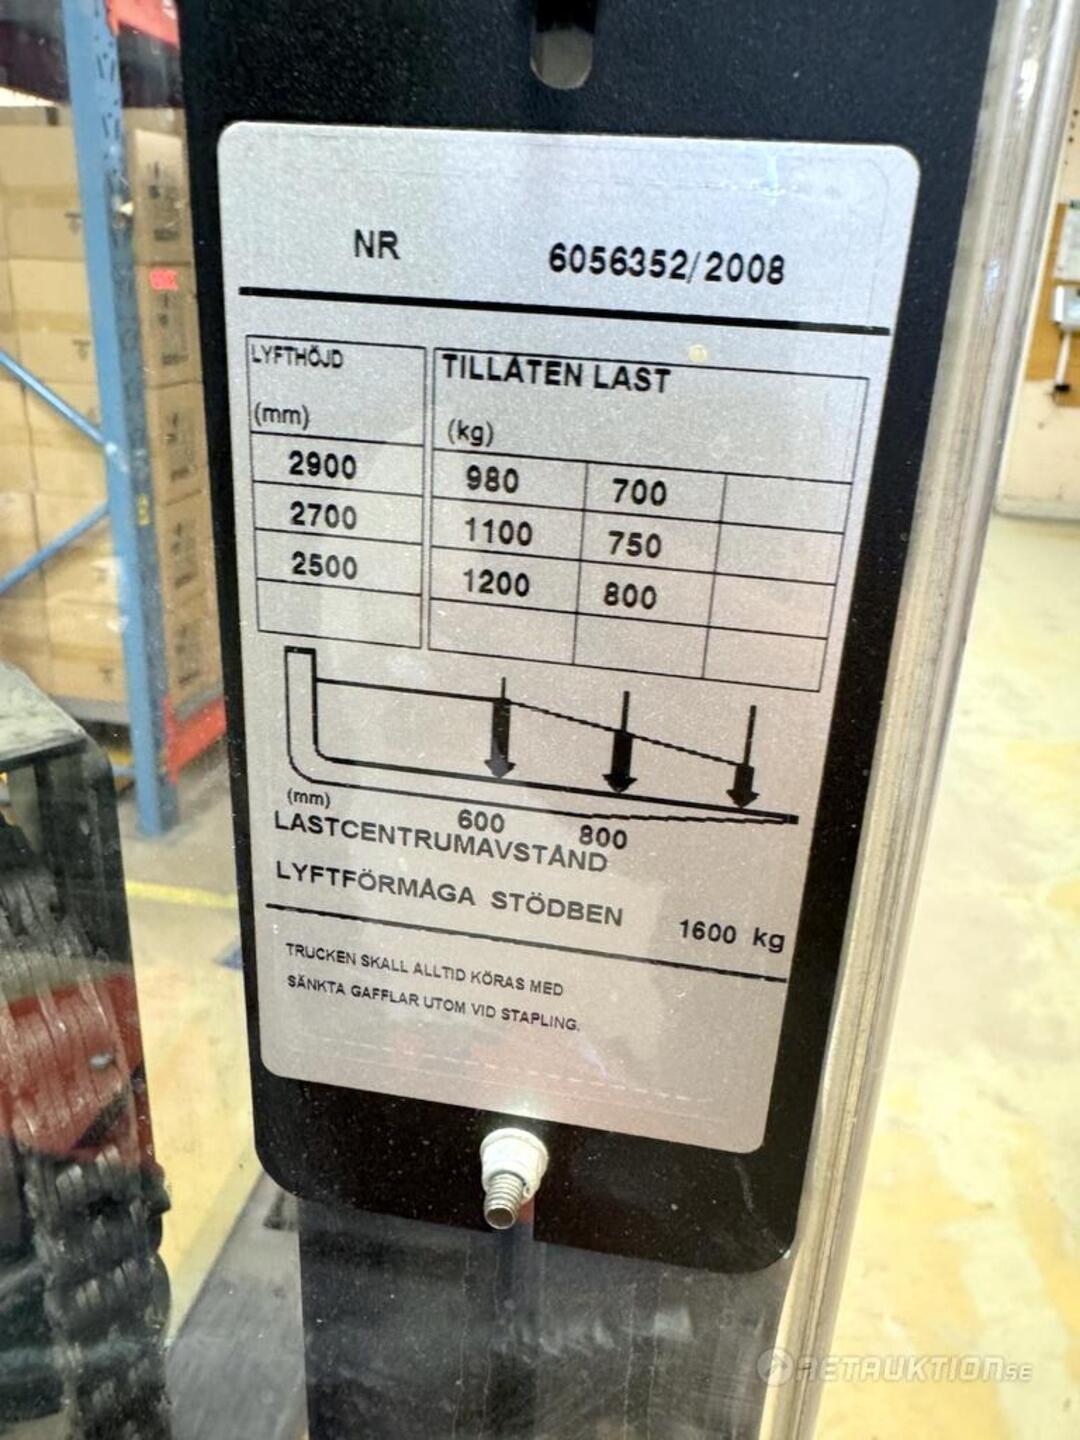 NR 6056352/2008
LYFTHÖJD TILLÅTEN LAST
(mm) (kg)
2900 980 700
2700 1100 750
2500 1200 800
(mm) 600 800
LASTCENTRUMAVSTÅND
LYFTFÖRMÅGA STÖDBEN 1600 kg
TRUCKEN SKALL ALLTID KÖRAS MED
SÄNKTA GAFFLAR UTOM VID STAPLING.
RETAUKTION.SE